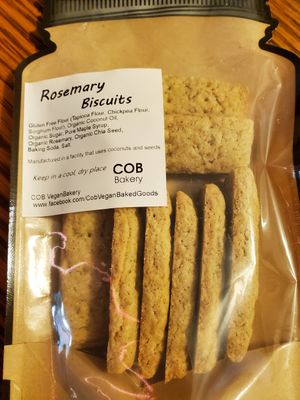 Rosemary
Biscuits
Gluten Free Flour (Tapioca Flour, Chickpea Flour,
Sorghum Flour), Organic Coconut Oil,
Organic Sugar, Pure Maple Syrup,
Organic Rosemary, Organic Chia Seed,
Baking Soda, Salt
Manufactured in a facility that uses coconuts and seeds
Keep in a cool, dry place
COB
Bakery
COB VeganBakery
www.facebook.com/CobVeganBakedGoods